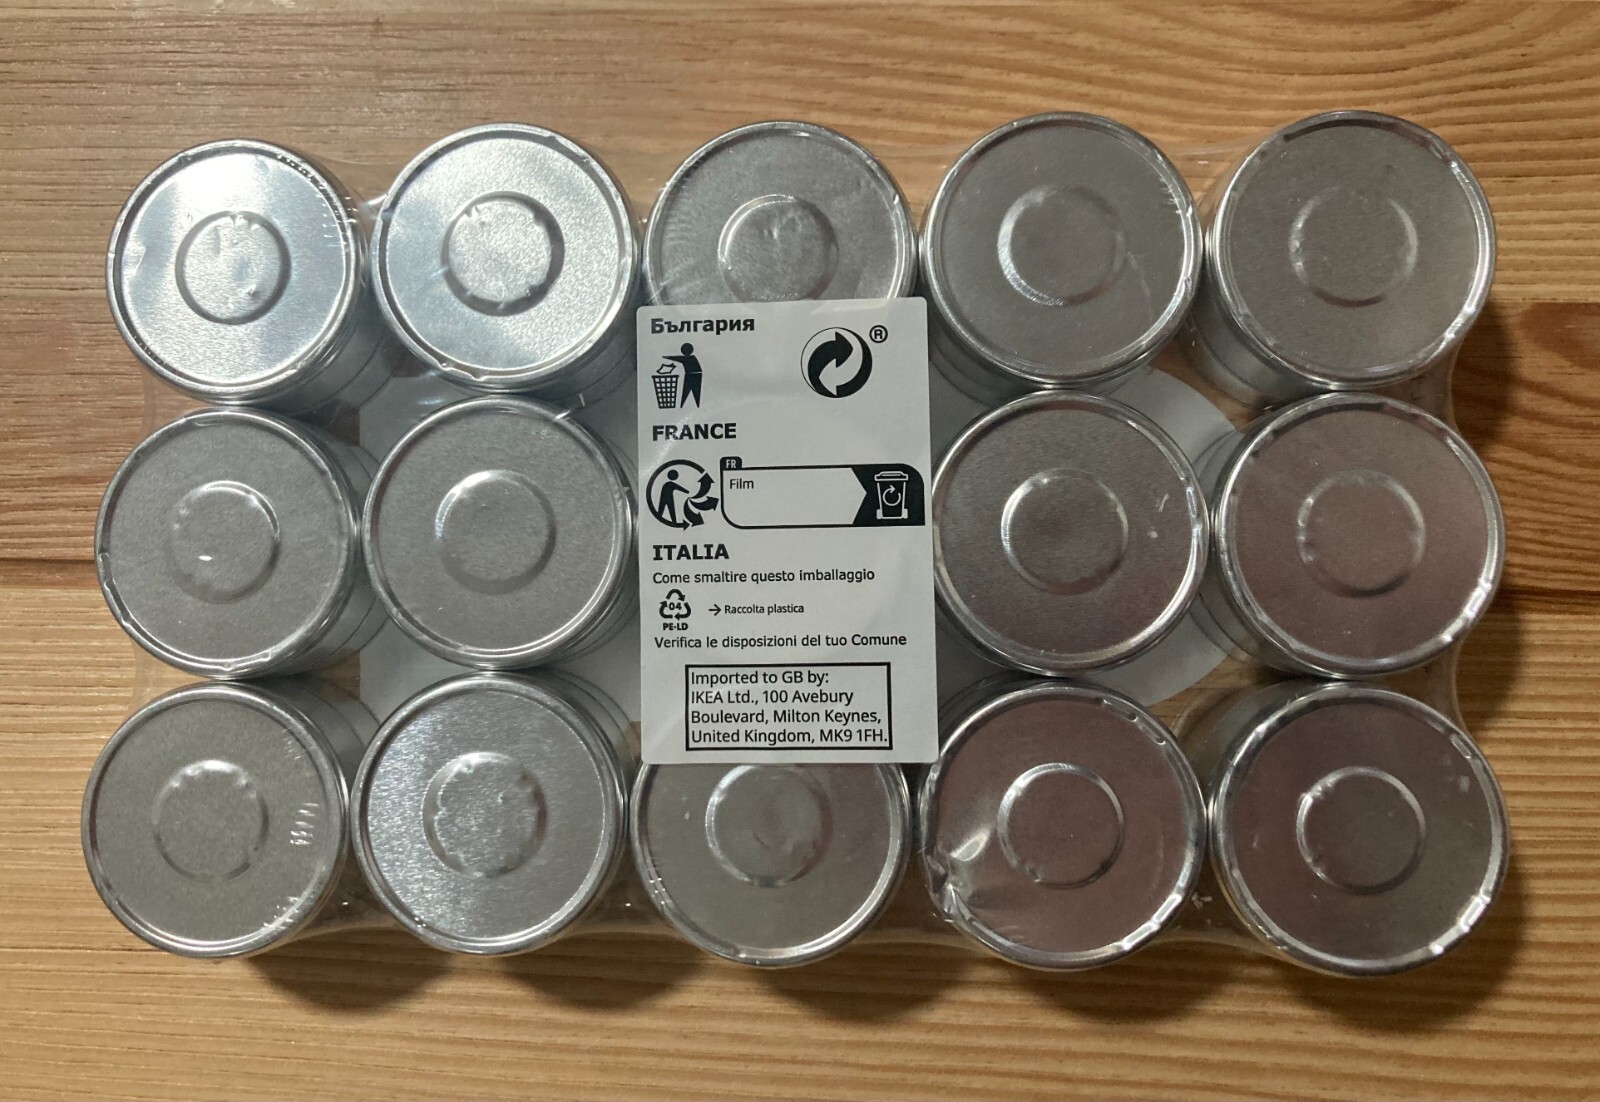 България
®
FRANCE
FR
Film
ITALIA
Come smaltire questo imballaggio
04
PE-LD
→ Raccolta plastica
Verifica le disposizioni del tuo Comune
Imported to GB by:
IKEA Ltd., 100 Avebury
Boulevard, Milton Keynes,
United Kingdom, MK9 1FH.